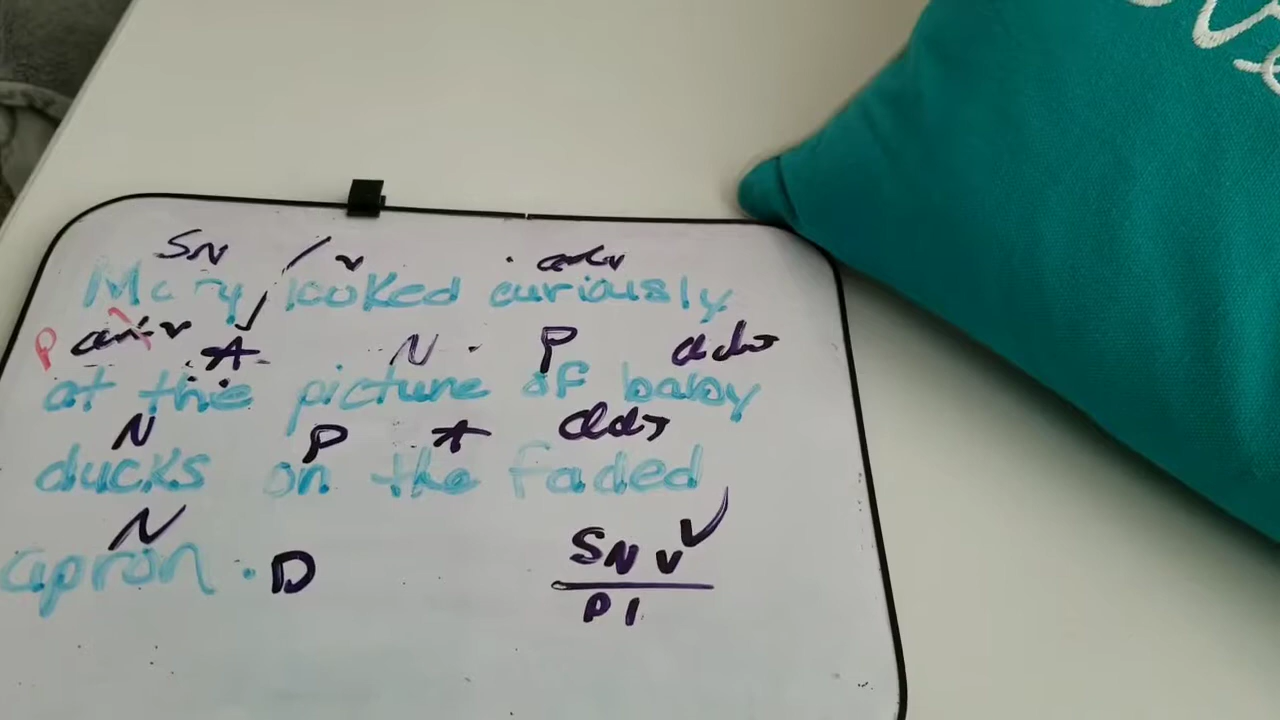 SN / v . adv
Mary looked curiously
P adv A N . P adj
at the picture of baby
N P A adj
ducks on the faded
N
apron . D
SN v ✓
P1